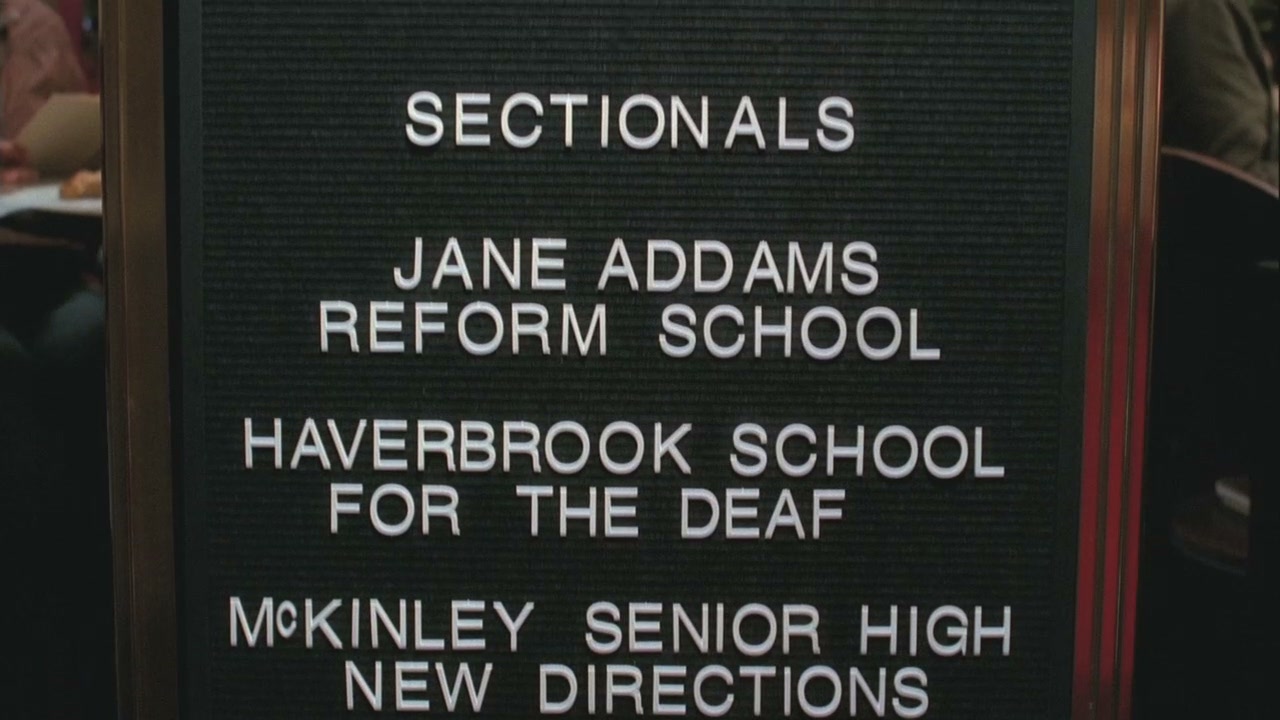 SECTIONALS
JANE ADDAMS
REFORM SCHOOL
HAVERBROOK SCHOOL
FOR THE DEAF
McKINLEY SENIOR HIGH
NEW DIRECTIONS